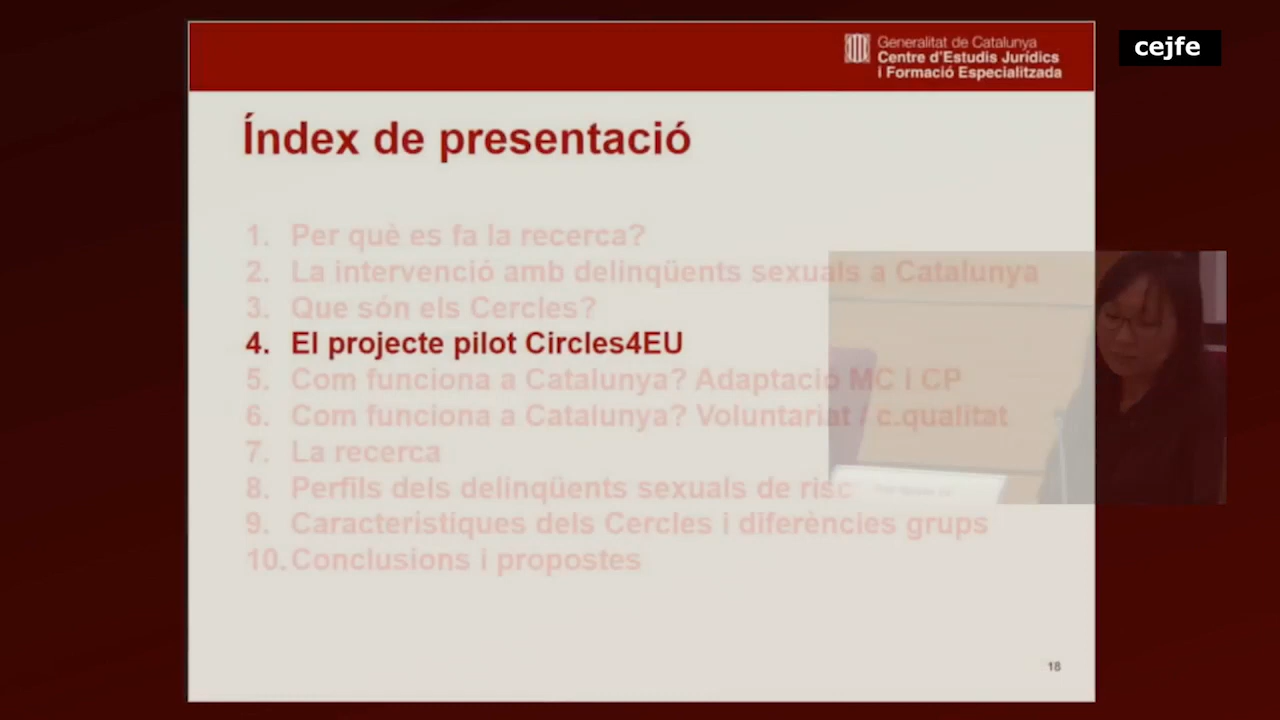 Generalitat de Catalunya
Centre d'Estudis Jurídics
i Formació Especialitzada
cejfe
Índex de presentació
1. Per què es fa la recerca?
2. La intervenció amb delinqüents sexuals a Catalunya
3. Que són els Cercles?
4. El projecte pilot Circles4EU
5. Com funciona a Catalunya? Adaptació MC i CP
6. Com funciona a Catalunya? Voluntariat i c.qualitat
7. La recerca
8. Perfils dels delinqüents sexuals de risc
9. Característiques dels Cercles i diferències grups
10. Conclusions i propostes
18